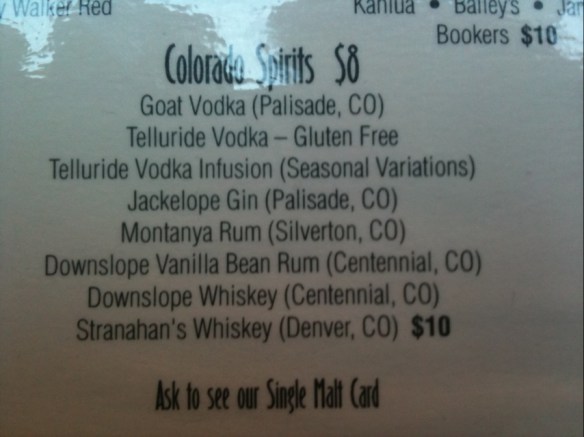 Walker Red
Kahlua • Bailey's •
Bookers $10
Colorado Spirits $8
Goat Vodka (Palisade, CO)
Telluride Vodka – Gluten Free
Telluride Vodka Infusion (Seasonal Variations)
Jackelope Gin (Palisade, CO)
Montanya Rum (Silverton, CO)
Downslope Vanilla Bean Rum (Centennial, CO)
Downslope Whiskey (Centennial, CO)
Stranahan's Whiskey (Denver, CO) $10
Ask to see our Single Malt Card